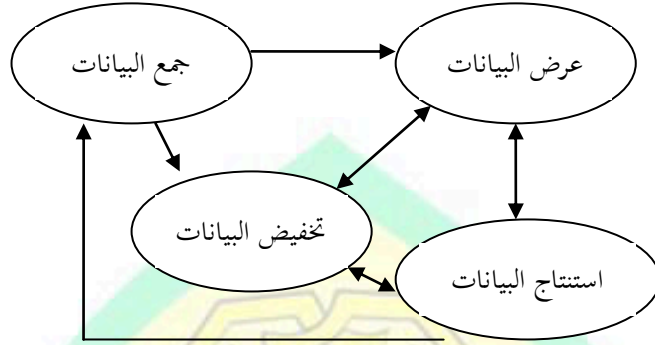 جمع البيانات
عرض البيانات
تخفيض البيانات
استنتاج البيانات